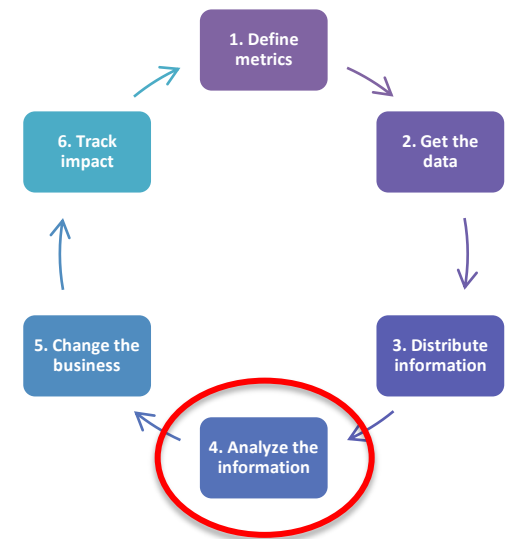 1. Define
metrics
2. Get the
data
3. Distribute
information
4. Analyze the
information
5. Change the
business
6. Track
impact